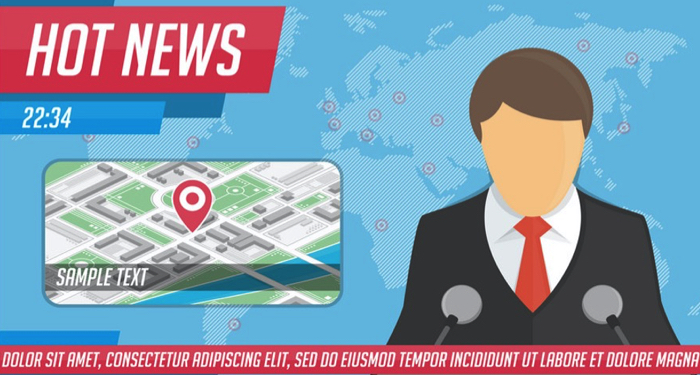 HOT NEWS
22:34
SAMPLE TEXT
DOLOR SIT AMET, CONSECTETUR ADIPISCING ELIT, SED DO EIUSMOD TEMPOR INCIDIDUNT UT LABORE ET DOLORE MAGNA